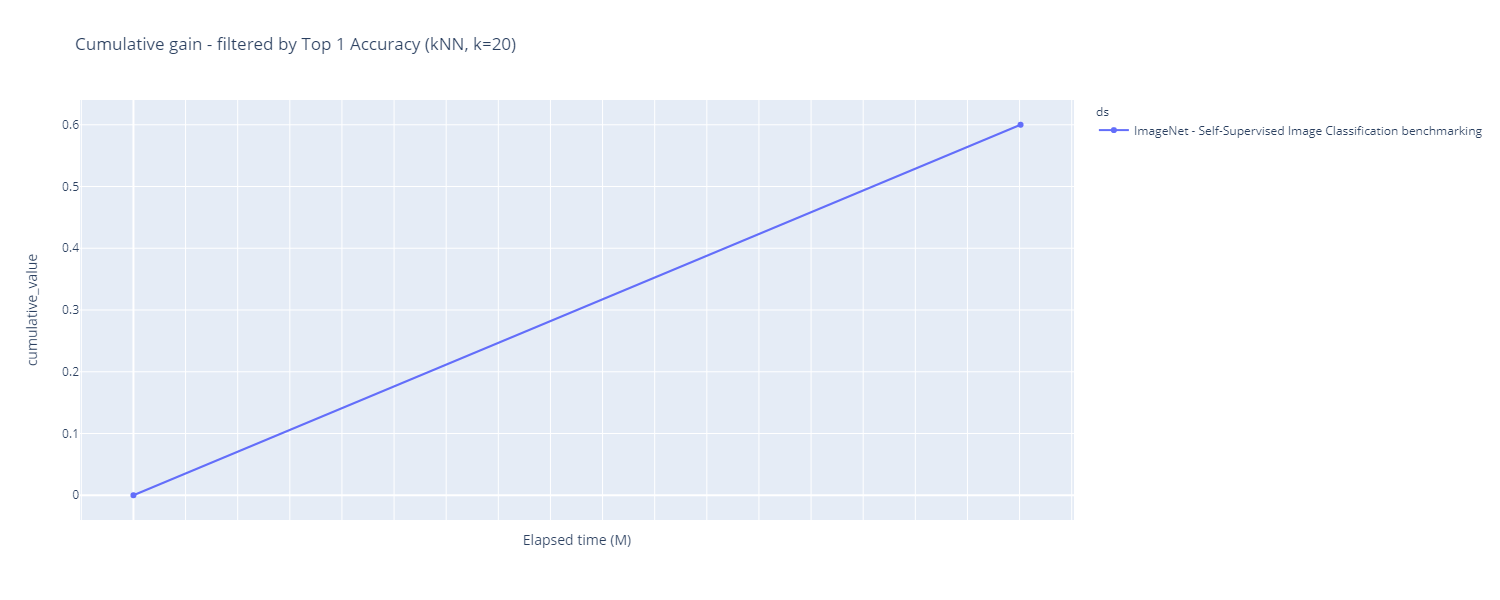 Cumulative gain - filtered by Top 1 Accuracy (kNN, k=20)
ds
ImageNet - Self-Supervised Image Classification benchmarking
0.6
0.5
0.4
0.3
0.2
0.1
0
cumulative_value
Elapsed time (M)